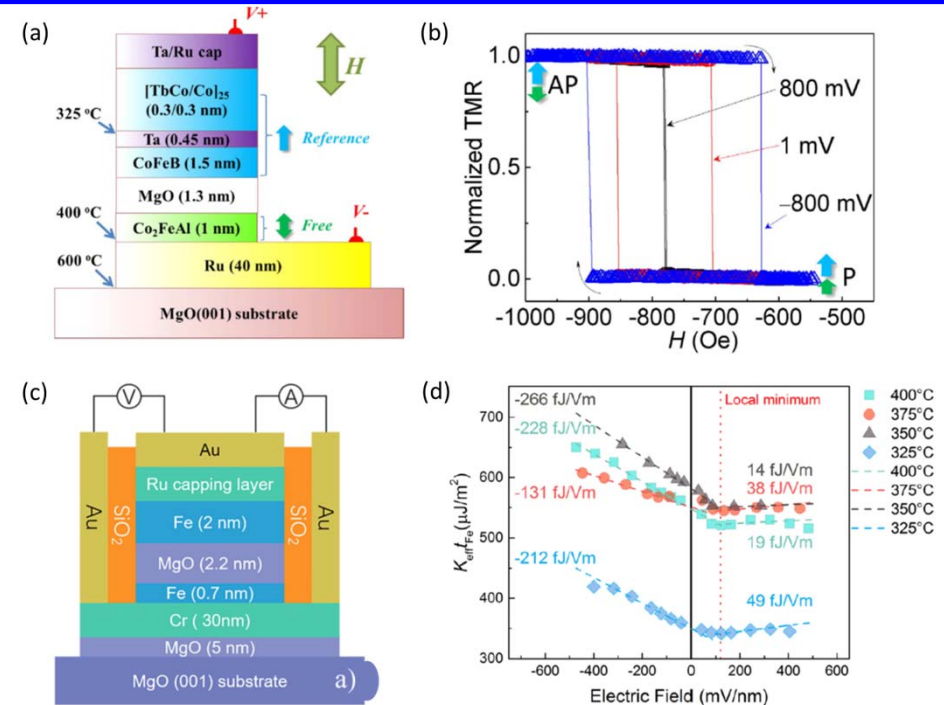 (a)
V+
Ta/Ru cap
H
[TbCo/Co]25
(0.3/0.3 nm)
325 °C
Ta (0.45 nm)
Reference
CoFeB (1.5 nm)
MgO (1.3 nm)
400 °C
V-
Co2FeAl (1 nm)
Free
600 °C
Ru (40 nm)
MgO(001) substrate
(b)
Normalized TMR
1.0
0.5
0.0
AP
800 mV
1 mV
−800 mV
P
-1000 -900 -800 -700 -600 -500
H (Oe)
(c)
V
A
Au
Ru capping layer
Au
SiO2
Fe (2 nm)
SiO2
Au
MgO (2.2 nm)
Fe (0.7 nm)
Cr ( 30nm)
MgO (5 nm)
MgO (001) substrate
a)
(d)
KefftFe(μJ/m2)
700
600
500
400
300
-266 fJ/Vm
-228 fJ/Vm
-131 fJ/Vm
-212 fJ/Vm
Local minimum
14 fJ/Vm
38 fJ/Vm
19 fJ/Vm
49 fJ/Vm
400°C
375°C
350°C
325°C
400°C
375°C
350°C
325°C
-600 -400 -200 0 200 400 600
Electric Field (mV/nm)